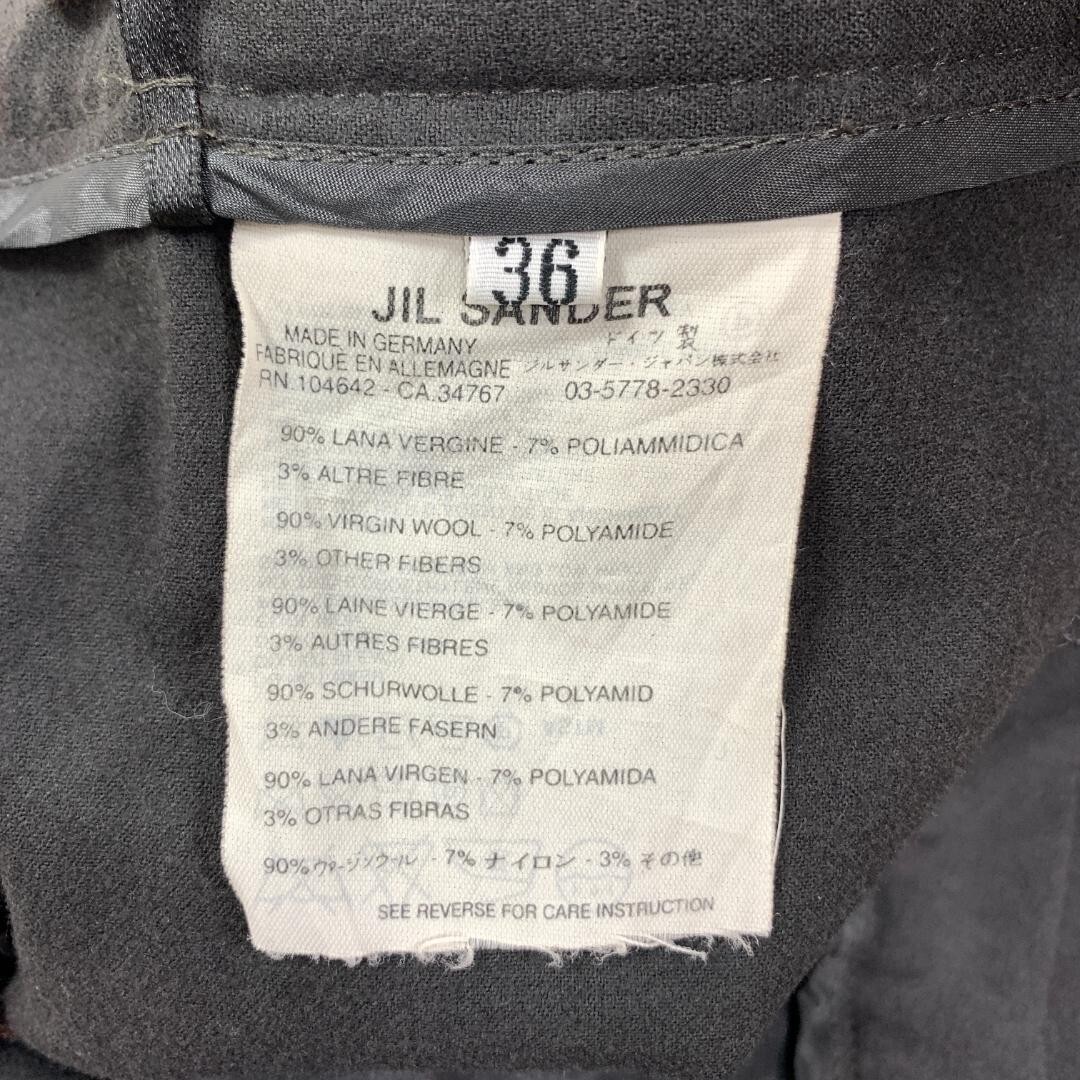 36
JIL SANDER
MADE IN GERMANY ドイツ製
FABRIQUE EN ALLEMAGNE ジルサンダー・ジャパン株式会社
RN 104642 - CA.34767 03-5778-2330
90% LANA VERGINE - 7% POLIAMMIDICA
3% ALTRE FIBRE
90% VIRGIN WOOL - 7% POLYAMIDE
3% OTHER FIBERS
90% LAINE VIERGE - 7% POLYAMIDE
3% AUTRES FIBRES
90% SCHURWOLLE - 7% POLYAMID
3% ANDERE FASERN
90% LANA VIRGEN - 7% POLYAMIDA
3% OTRAS FIBRAS
90%ヴァージンウール - 7% ナイロン - 3% その他
SEE REVERSE FOR CARE INSTRUCTION